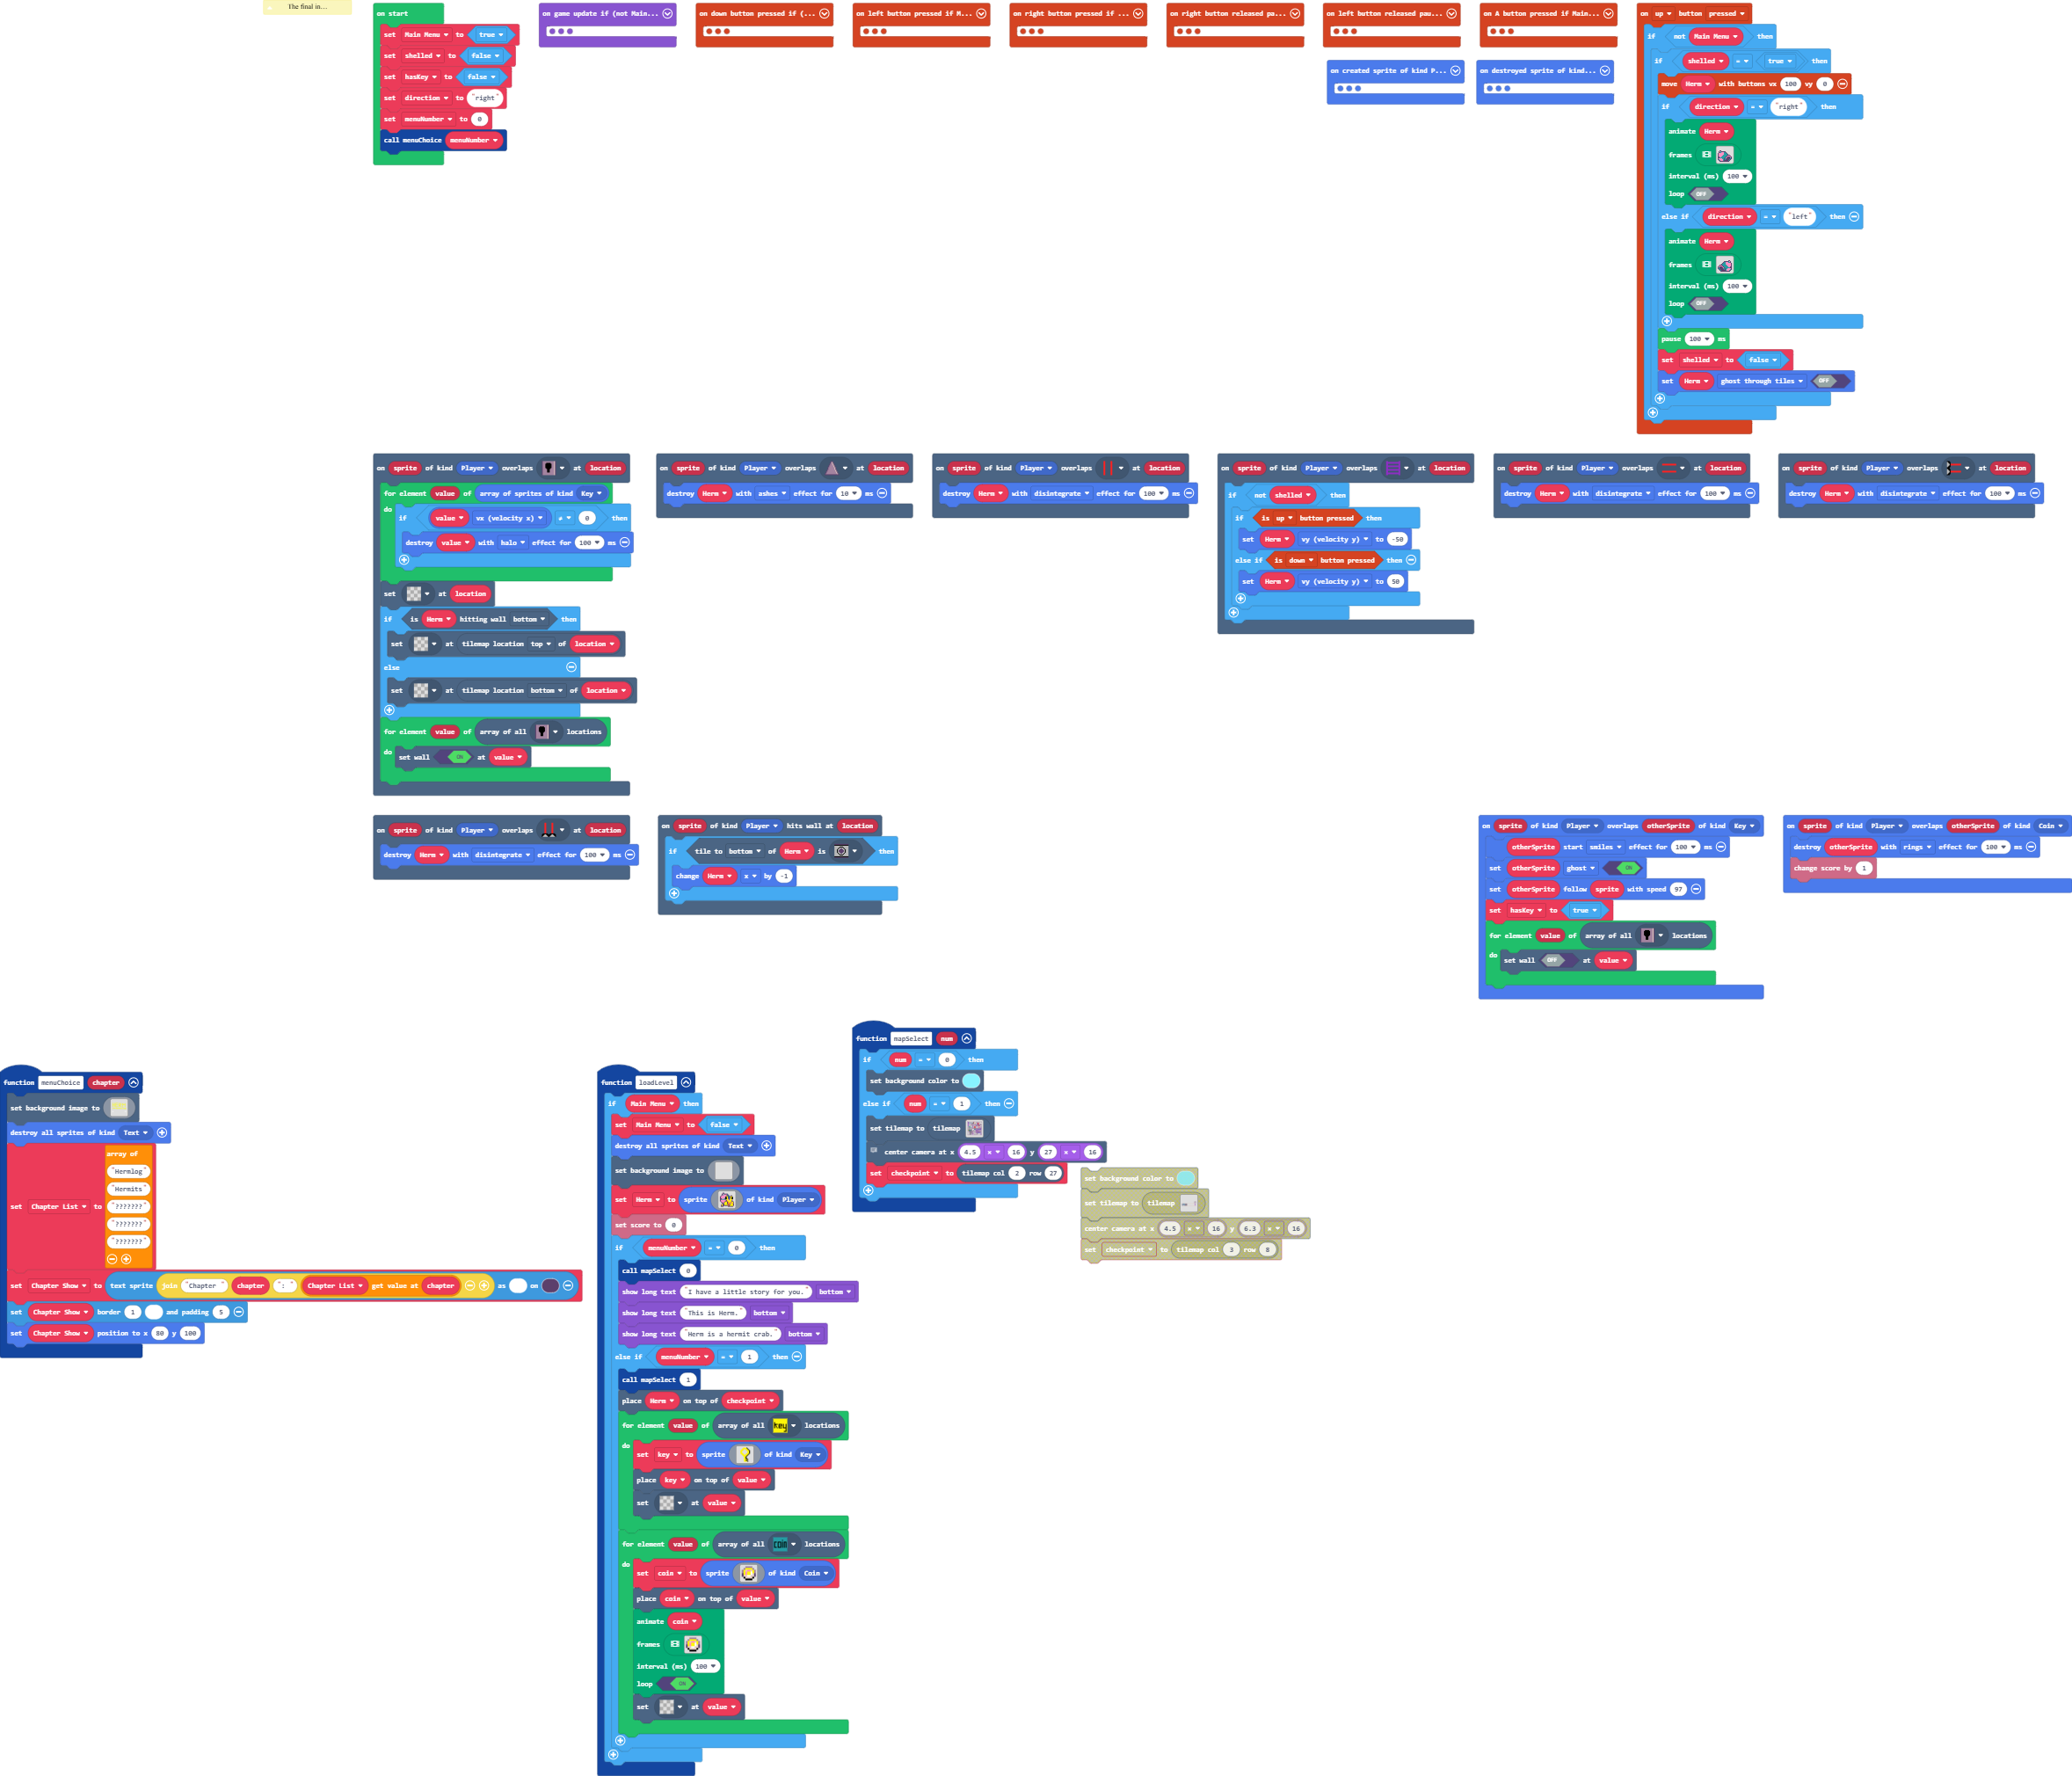 The final in...
on start
set Main Menu to true
set shelled to false
set hasKey to false
set direction to "right"
set menuNumber to 0
call menuChoice menuNumber
on game update if (not Main...
on down button pressed if (...
on left button pressed if M...
on right button pressed if ...
on right button released pa...
on left button released pau...
on A button pressed if Main...
on created sprite of kind P...
on destroyed sprite of kind...
on up button pressed
if not Main Menu then
if shelled = true then
move Herm with buttons vx 100 vy 0
if direction = "right" then
animate Herm
frames
interval (ms) 100
loop OFF
else if direction = "left" then
animate Herm
frames
interval (ms) 100
loop OFF
pause 100 ms
set shelled to false
set Herm ghost through tiles OFF
on sprite of kind Player overlaps at location
for element value of array of sprites of kind Key
do
if value vx (velocity x) ≠ 0 then
destroy value with halo effect for 100 ms
set at location
if is Herm hitting wall bottom then
set at tilemap location top of location
else
set at tilemap location bottom of location
for element value of array of all locations
do
set wall ON at value
on sprite of kind Player overlaps at location
destroy Herm with ashes effect for 10 ms
on sprite of kind Player overlaps at location
destroy Herm with disintegrate effect for 100 ms
on sprite of kind Player overlaps at location
if not shelled then
if is up button pressed then
set Herm vy (velocity y) to -50
else if is down button pressed then
set Herm vy (velocity y) to 50
on sprite of kind Player overlaps at location
destroy Herm with disintegrate effect for 100 ms
on sprite of kind Player overlaps at location
destroy Herm with disintegrate effect for 100 ms
on sprite of kind Player overlaps at location
destroy Herm with disintegrate effect for 100 ms
on sprite of kind Player hits wall at location
if tile to bottom of Herm is then
change Herm x by -1
on sprite of kind Player overlaps otherSprite of kind Key
otherSprite start smiles effect for 100 ms
set otherSprite ghost ON
set otherSprite follow sprite with speed 97
set hasKey to true
for element value of array of all locations
do
set wall OFF at value
on sprite of kind Player overlaps otherSprite of kind Coin
destroy otherSprite with rings effect for 100 ms
change score by 1
function menuChoice chapter
set background image to
destroy all sprites of kind Text
array of
"Hermlog"
"Hermits"
set Chapter List to "???????"
"???????"
"???????"
set Chapter Show to text sprite join "Chapter " chapter ": " Chapter List get value at chapter as on
set Chapter Show border 1 and padding 5
set Chapter Show position to x 80 y 100
function loadLevel
if Main Menu then
set Main Menu to false
destroy all sprites of kind Text
set background image to
set Herm to sprite of kind Player
set score to 0
if menuNumber = 0 then
call mapSelect 0
show long text "I have a little story for you." bottom
show long text "This is Herm." bottom
show long text "Herm is a hermit crab." bottom
else if menuNumber = 1 then
call mapSelect 1
place Herm on top of checkpoint
for element value of array of all key locations
do
set key to sprite of kind Key
place key on top of value
set at value
for element value of array of all COIN locations
do
set coin to sprite of kind Coin
place coin on top of value
animate coin
frames
interval (ms) 100
loop ON
set at value
function mapSelect num
if num = 0 then
set background color to
else if num = 1 then
set tilemap to tilemap
center camera at x 4.5 × 16 y 27 × 16
set checkpoint to tilemap col 2 row 27
set background color to
set tilemap to tilemap
center camera at x 4.5 × 16 y 6.3 × 16
set checkpoint to tilemap col 3 row 8